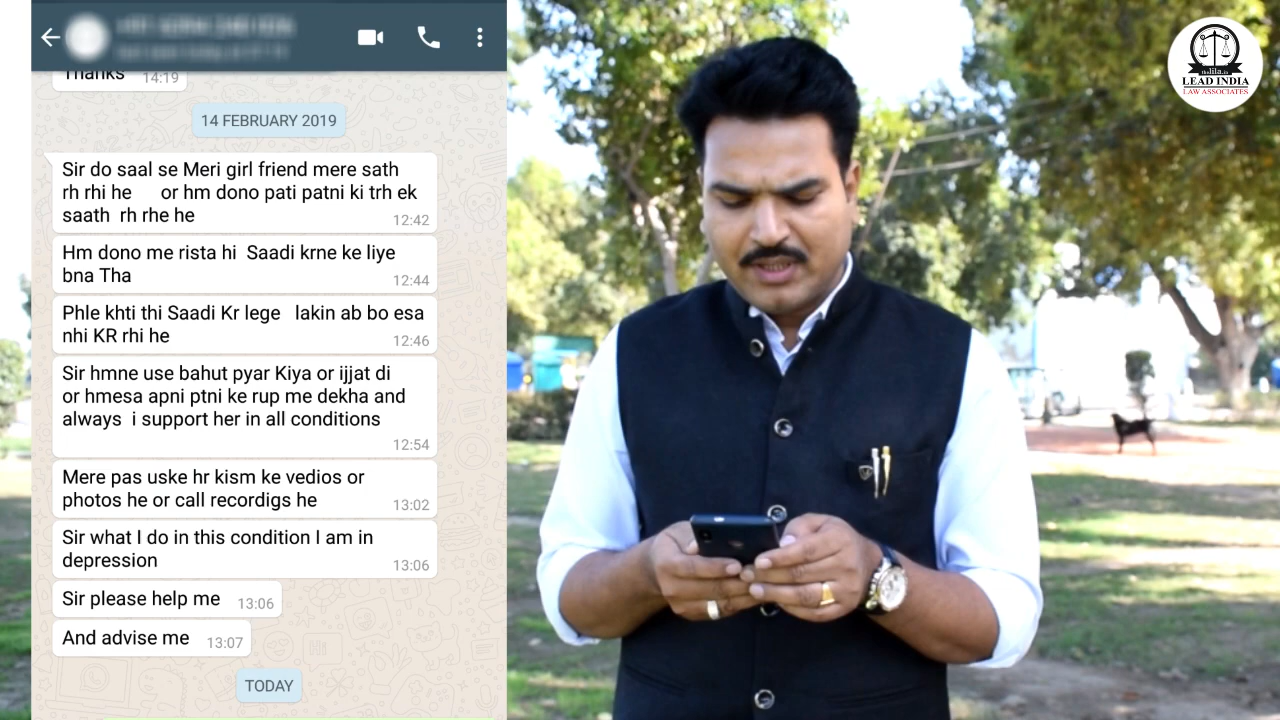 Thanks 14:19
14 FEBRUARY 2019
Sir do saal se Meri girl friend mere sath
rh rhi he or hm dono pati patni ki trh ek
saath rh rhe he 12:42
Hm dono me rista hi Saadi krne ke liye
bna Tha 12:44
Phle khti thi Saadi Kr lege lakin ab bo esa
nhi KR rhi he 12:46
Sir hmne use bahut pyar Kiya or ijjat di
or hmesa apni ptni ke rup me dekha and
always i support her in all conditions
12:54
Mere pas uske hr kism ke vedios or
photos he or call recordigs he 13:02
Sir what I do in this condition I am in
depression 13:06
Sir please help me 13:06
And advise me 13:07
TODAY
LEAD INDIA
LAW ASSOCIATES